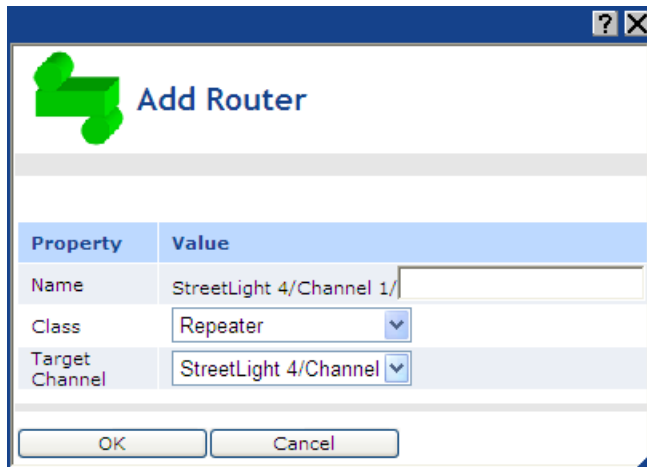 ?
Add Router
Property Value
Name StreetLight 4/Channel 1/
Class Repeater
Target Channel StreetLight 4/Channel
OK Cancel